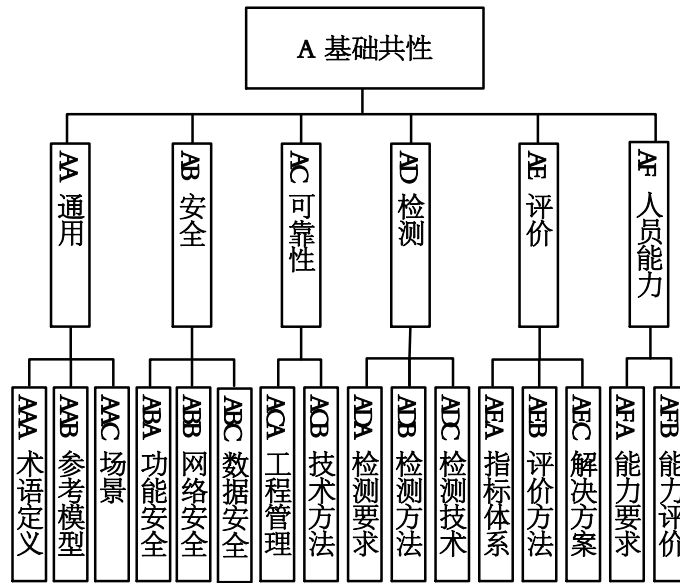 A 基础共性
AA 通用
AB 安全
AC 可靠性
AD 检测
AE 评价
AF 人员能力
AAA 术语定义
AAB 参考模型
AAC 场景
ABA 功能安全
ABB 网络安全
ABC 数据安全
ACA 工程管理
ACB 技术方法
ADA 检测要求
ADB 检测方法
ADC 检测技术
AEA 指标体系
AEB 评价方法
AEC 解决方案
AFA 能力要求
AFB 能力评价